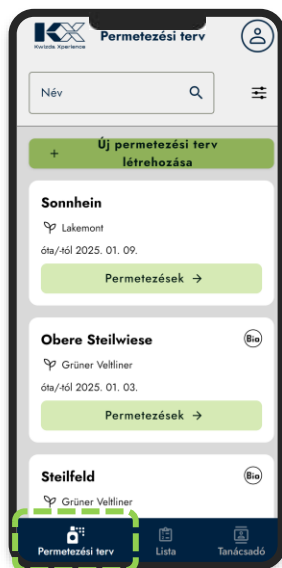 KX
Kwizda Xperience
Permetezési terv
Név
+ Új permetezési terv
létrehozása
Sonnhein
Lakemont
óta/-tól 2025. 01. 09.
Permetezések →
Obere Steilwiese
Bio
Grüner Veltliner
óta/-tól 2025. 01. 03.
Permetezések →
Steilfeld
Bio
Grüner Veltliner
Permetezési terv
Lista
Tanácsadó